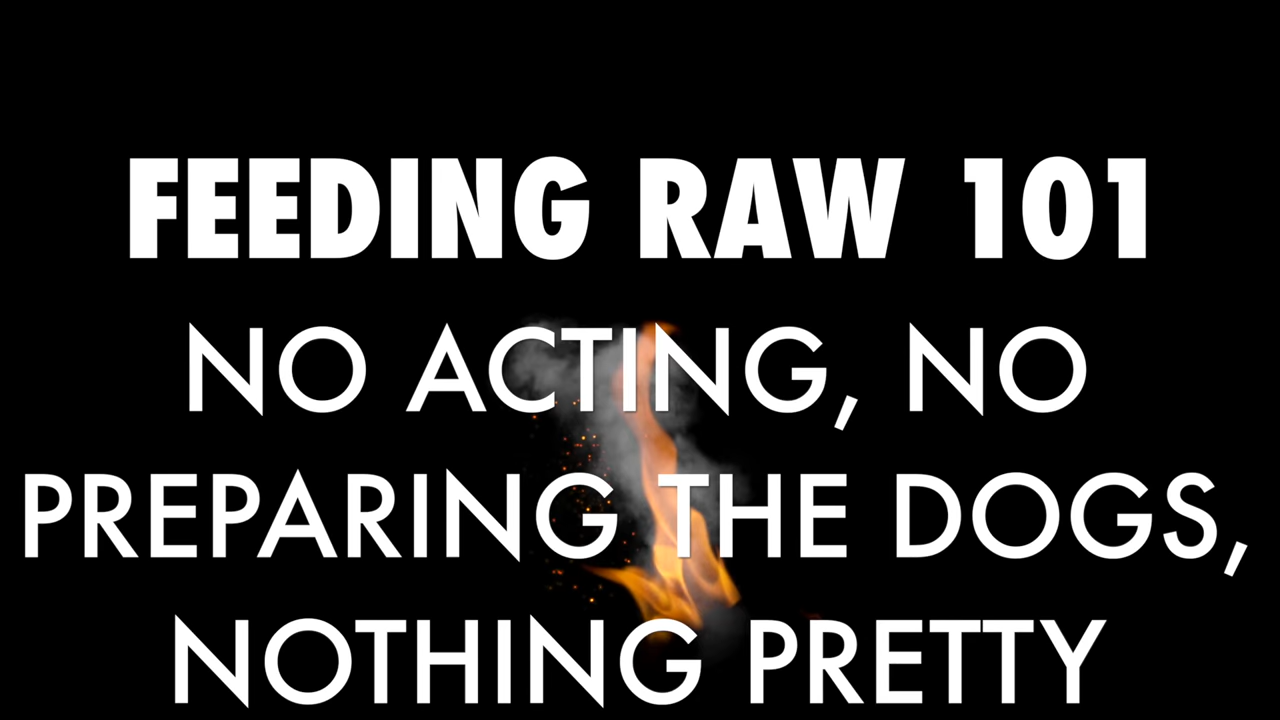 FEEDING RAW 101
NO ACTING, NO
PREPARING THE DOGS,
NOTHING PRETTY